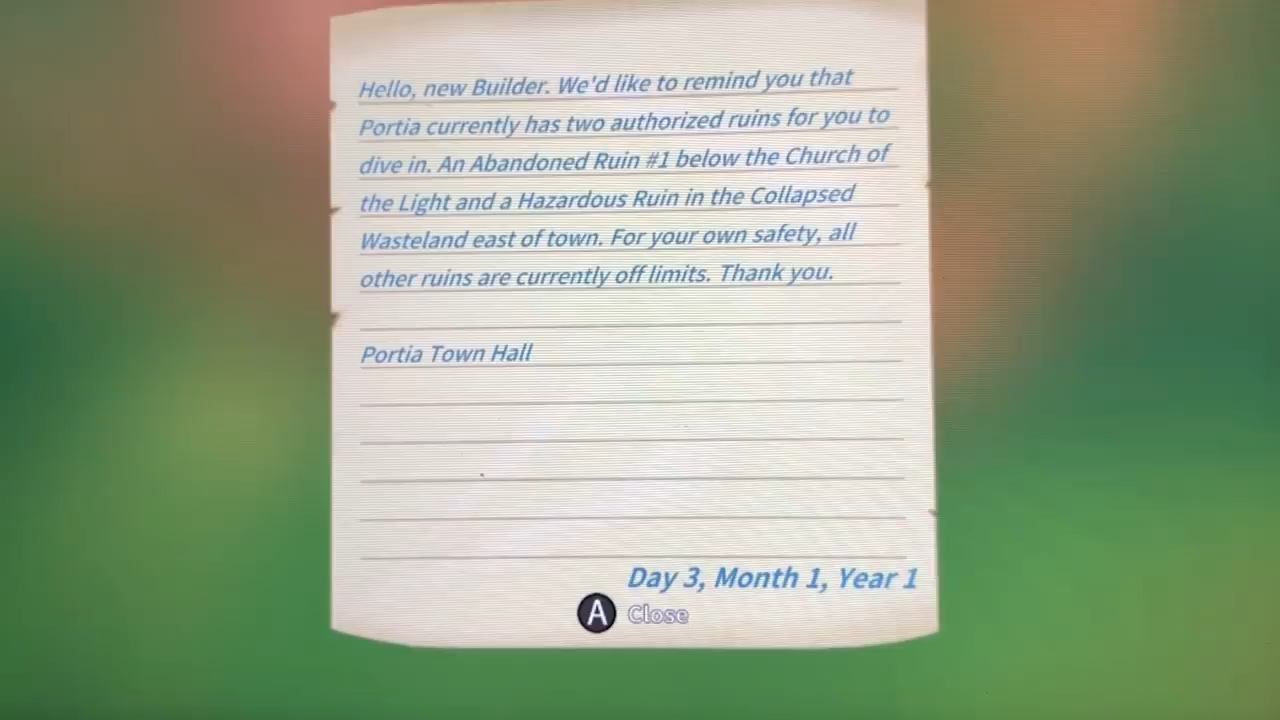 Hello, new Builder. We'd like to remind you that
Portia currently has two authorized ruins for you to
dive in. An Abandoned Ruin #1 below the Church of
the Light and a Hazardous Ruin in the Collapsed
Wasteland east of town. For your own safety, all
other ruins are currently off limits. Thank you.
Portia Town Hall
Day 3, Month 1, Year 1
A Close